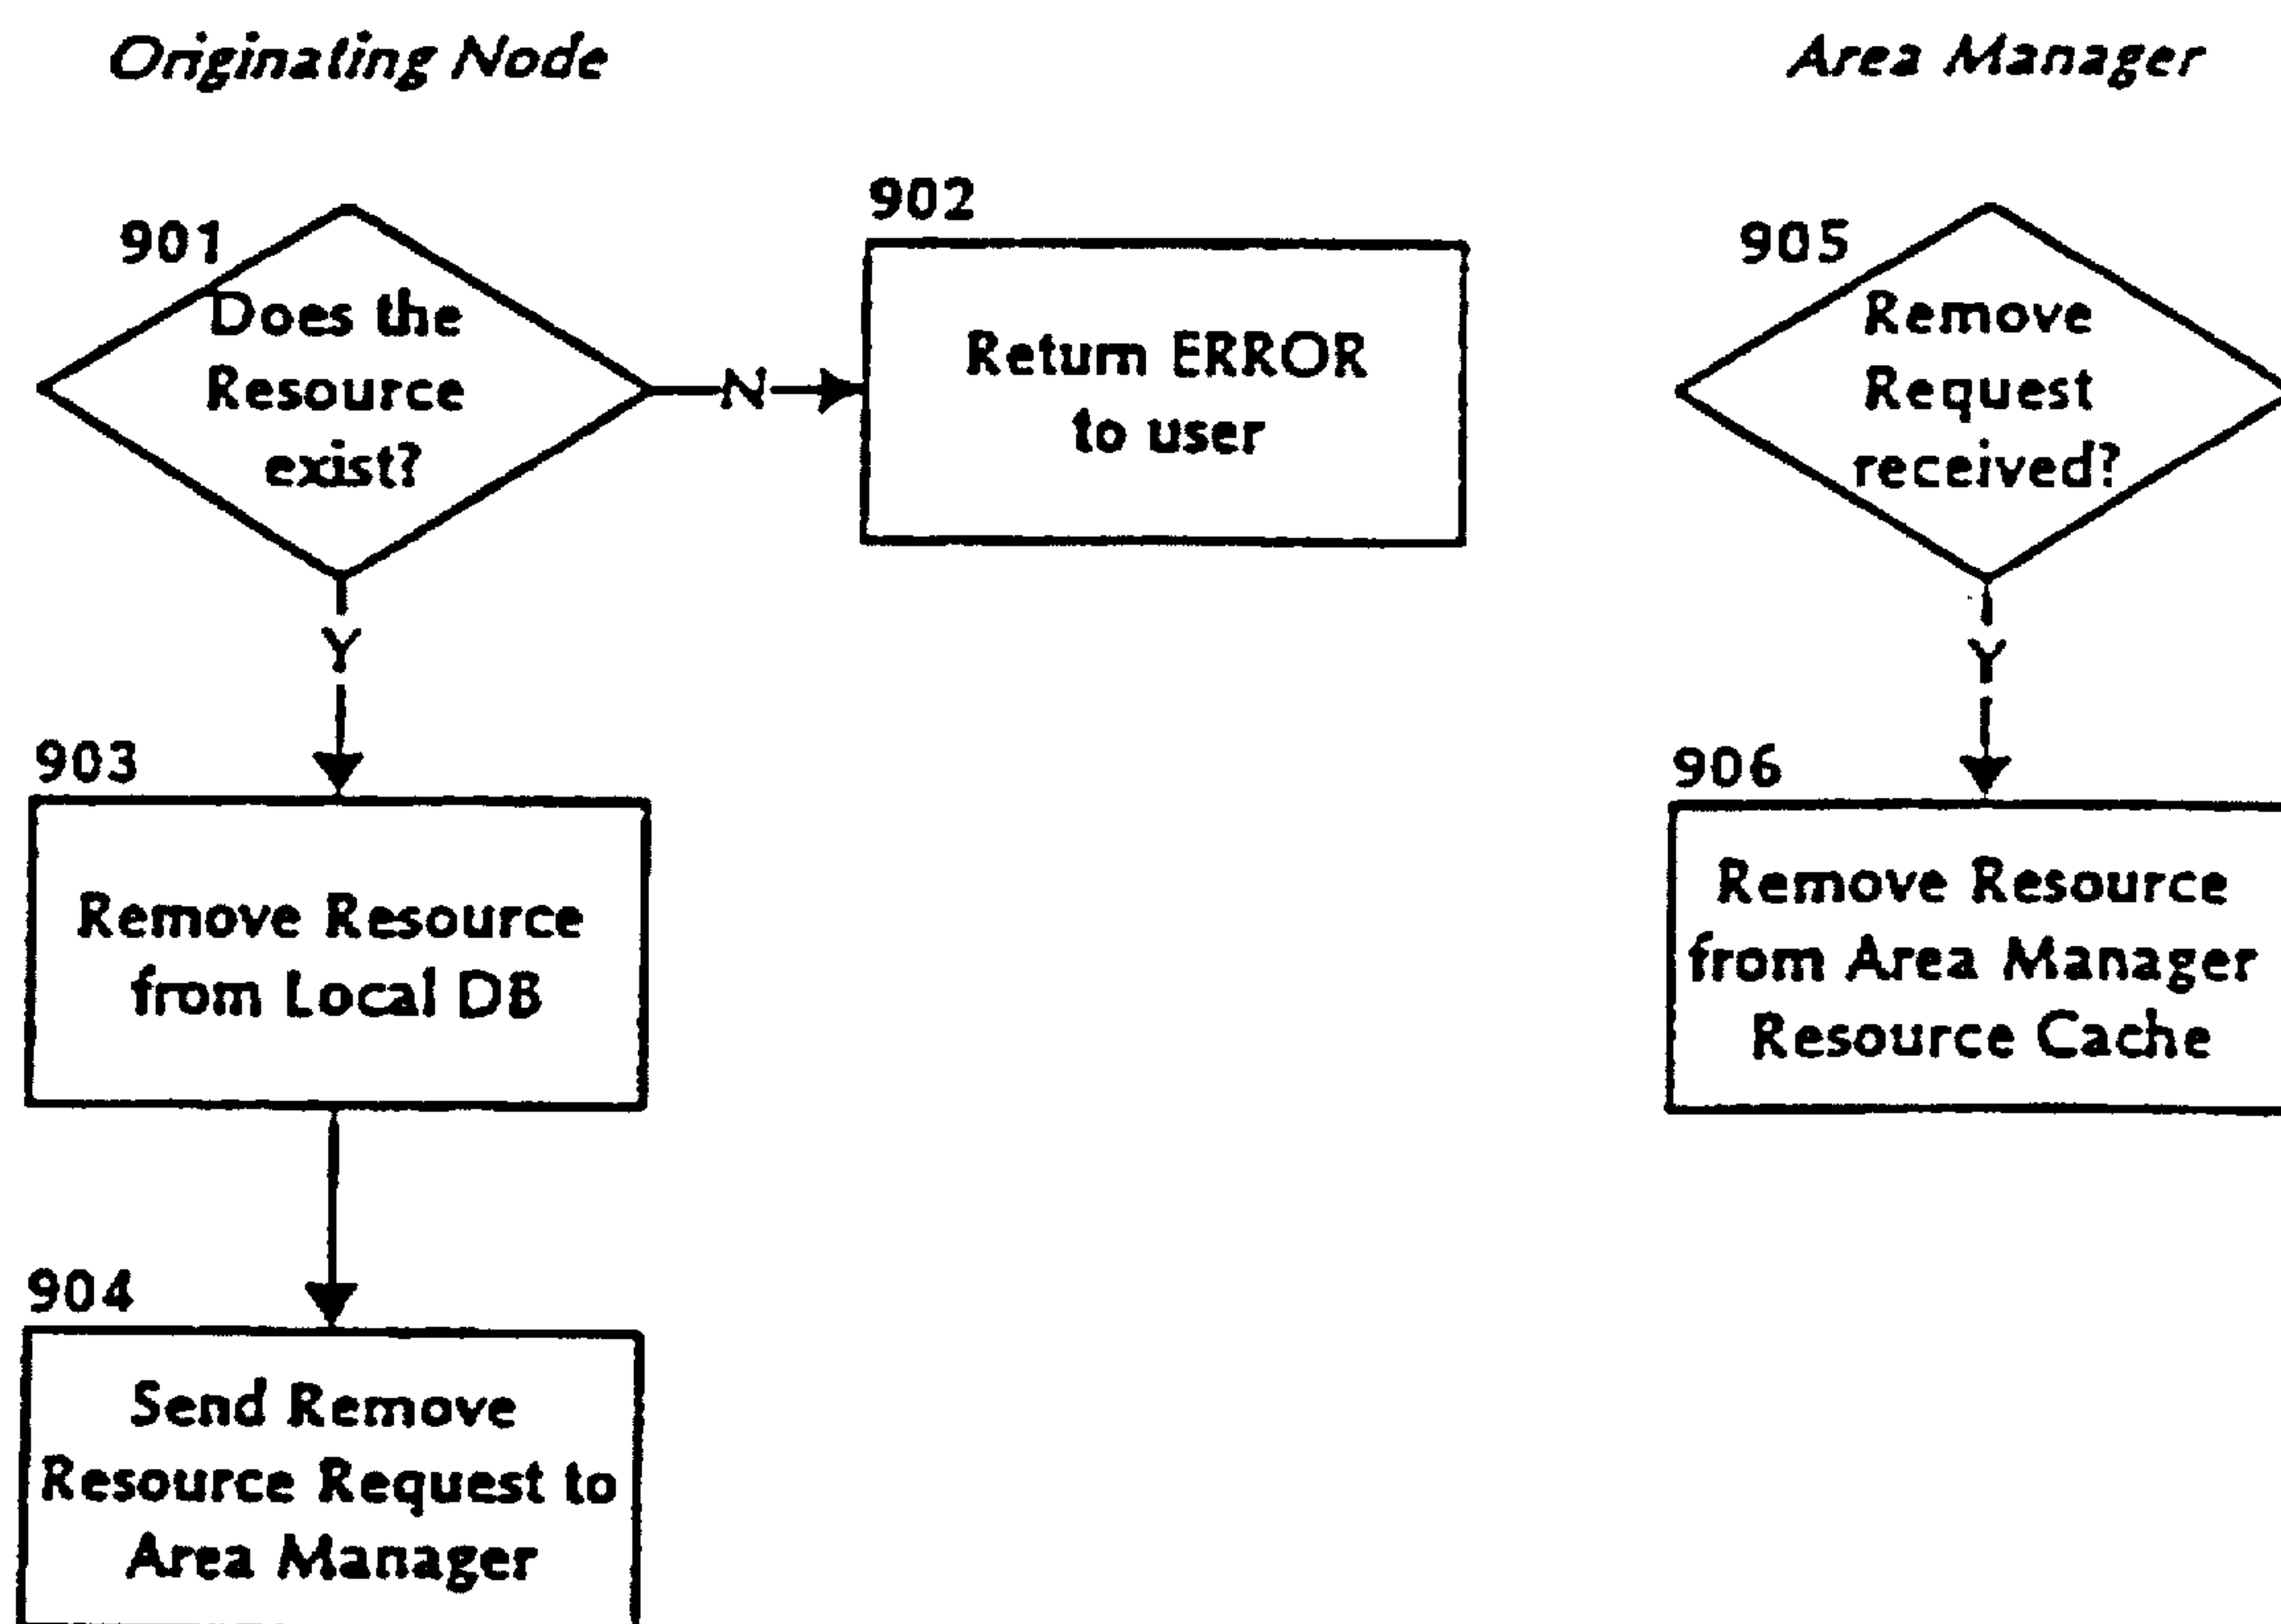 Originating Node
Area Manager
901
Does the
Resource
exist?
N
902
Return ERROR
to user
905
Remove
Request
received?
Y
Y
903
Remove Resource
from Local DB
906
Remove Resource
from Area Manager
Resource Cache
904
Send Remove
Resource Request to
Area Manager